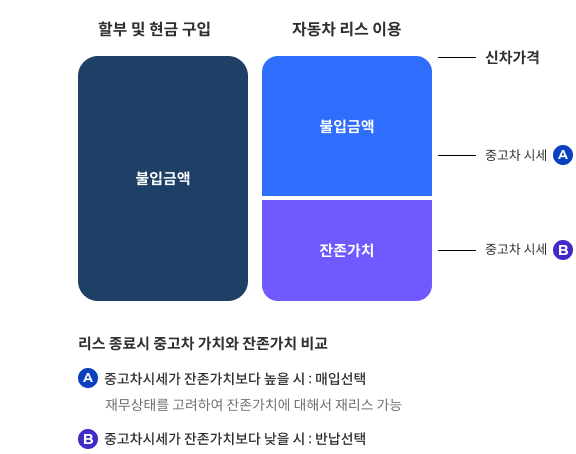 할부 및 현금 구입
자동차 리스 이용
신차가격
불입금액
중고차 시세 A
불입금액
잔존가치
중고차 시세 B
리스 종료시 중고차 가치와 잔존가치 비교
A 중고차시세가 잔존가치보다 높을 시 : 매입선택
재무상태를 고려하여 잔존가치에 대해서 재리스 가능
B 중고차시세가 잔존가치보다 낮을 시 : 반납선택